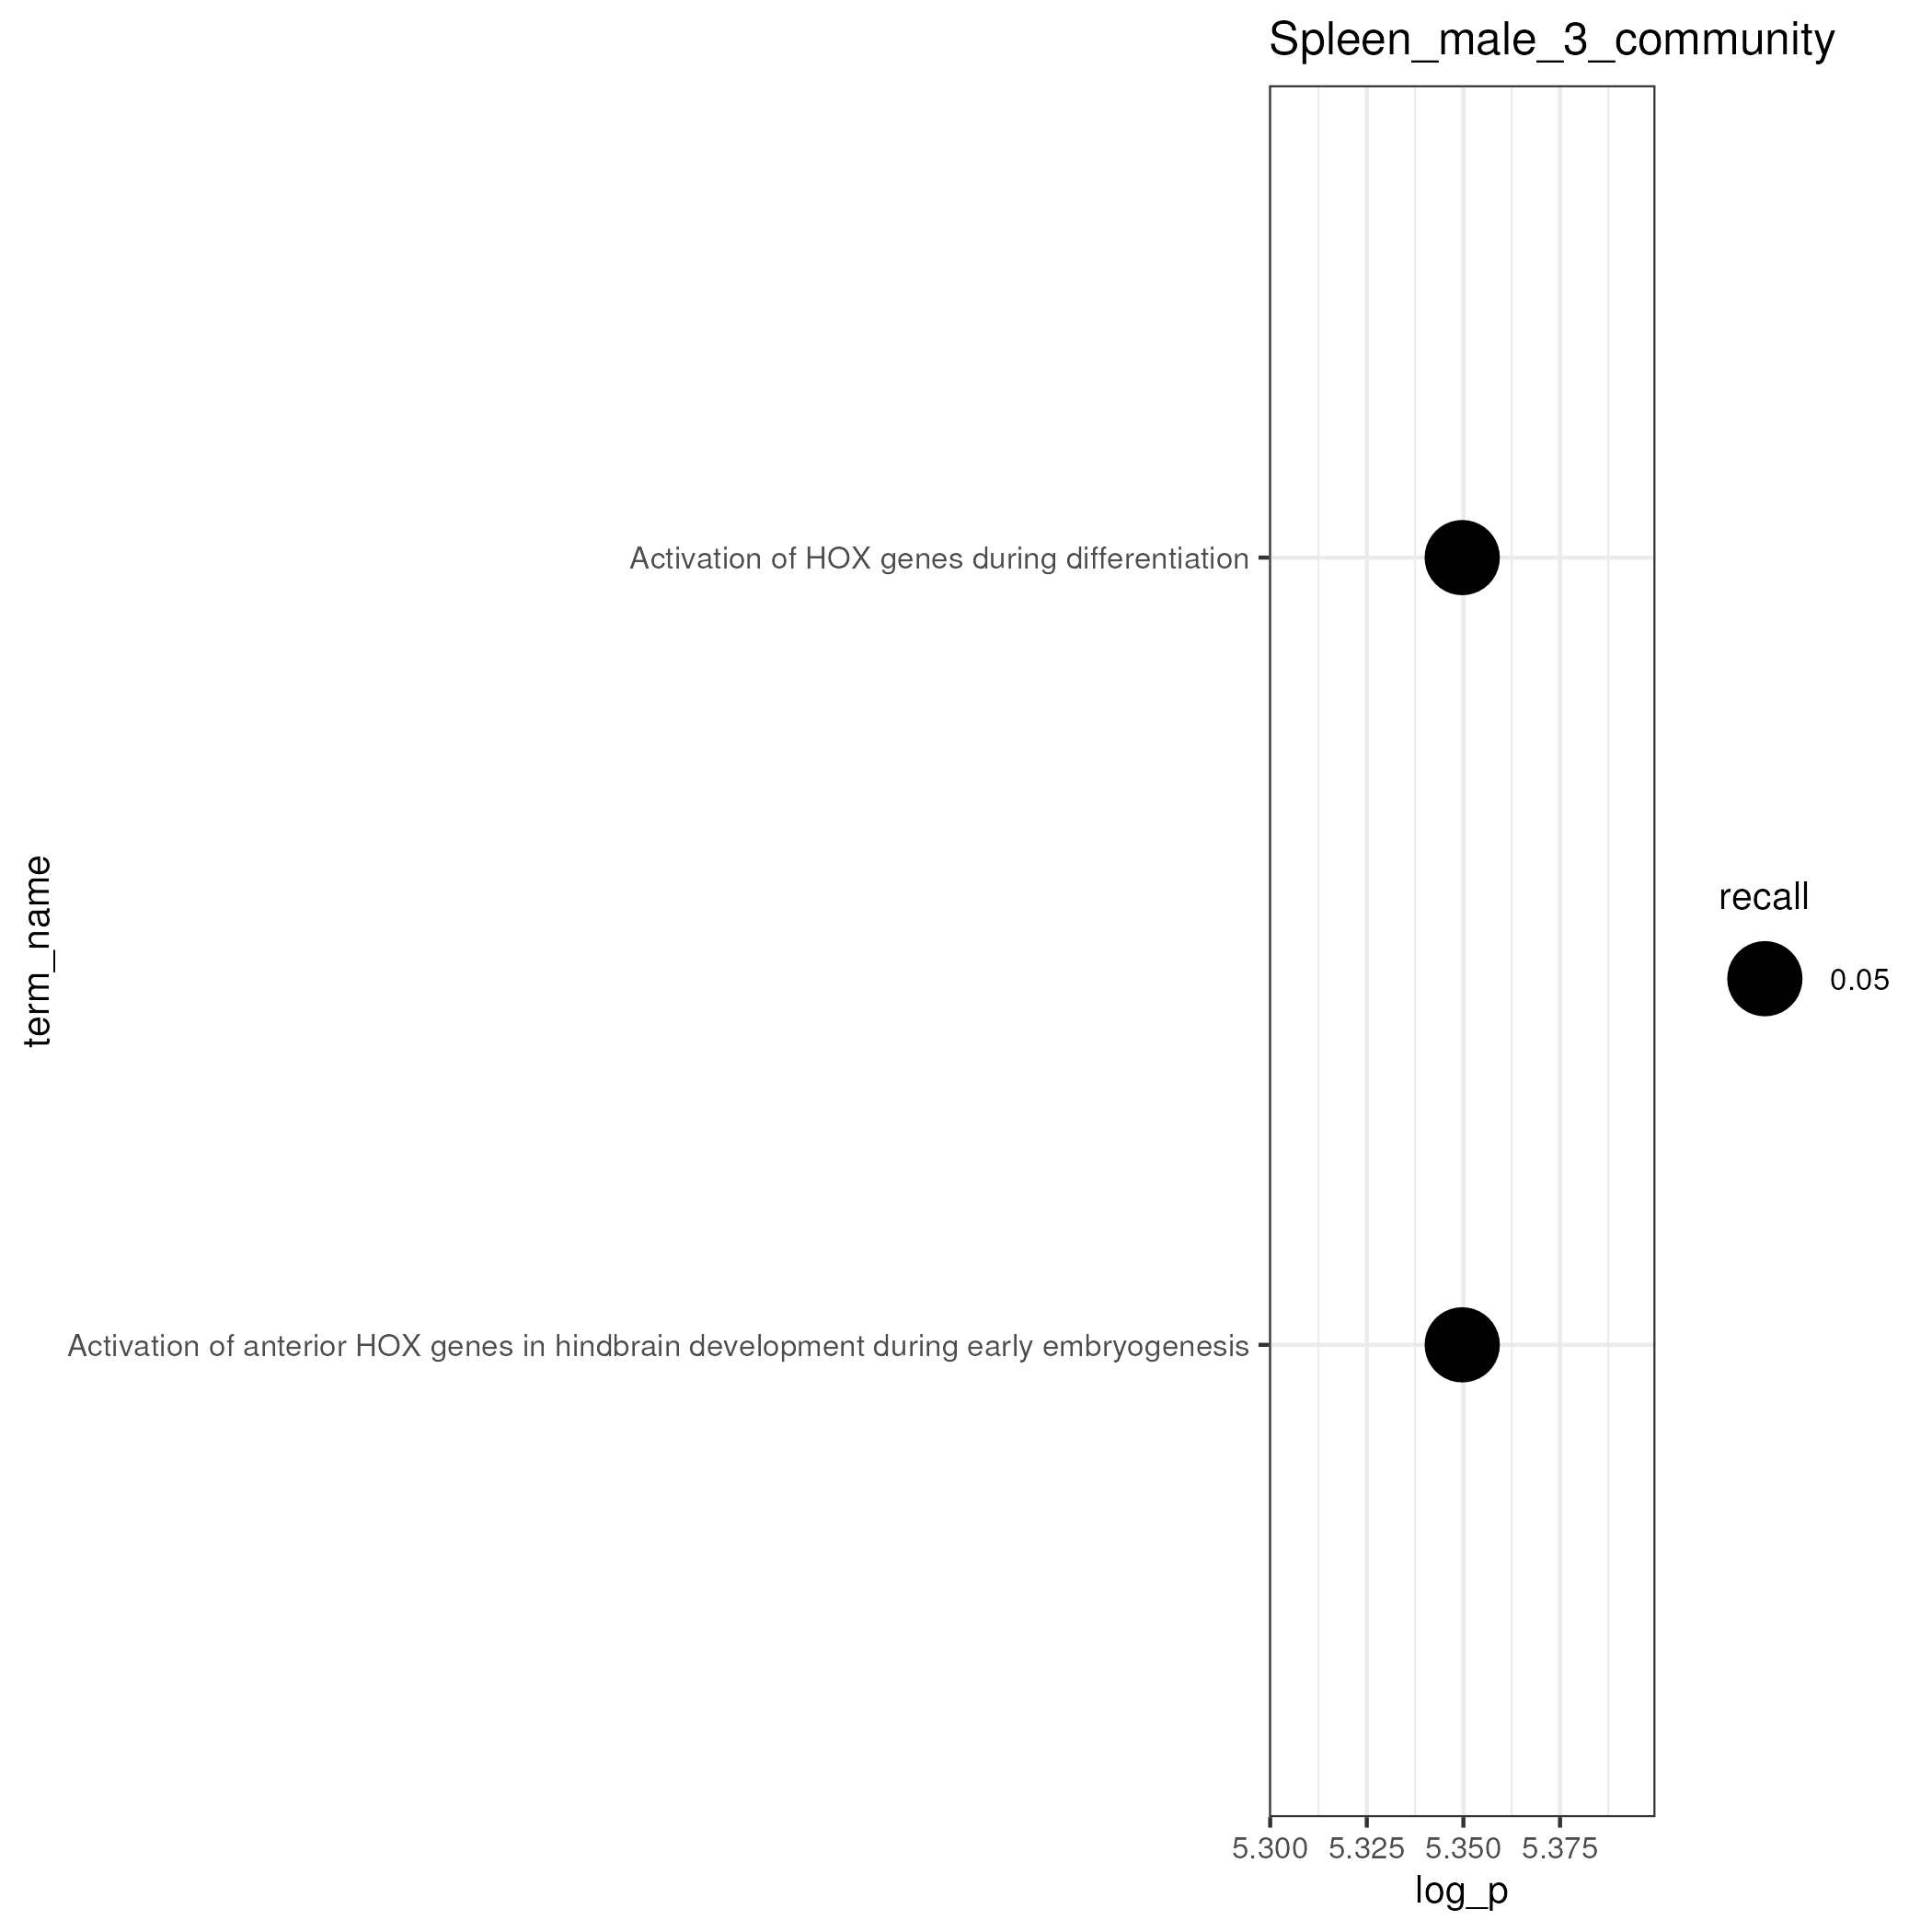 Spleen_male_3_community
Activation of HOX genes during differentiation
term_name
recall
0.05
Activation of anterior HOX genes in hindbrain development during early embryogenesis
5.300 5.325 5.350 5.375
log_p